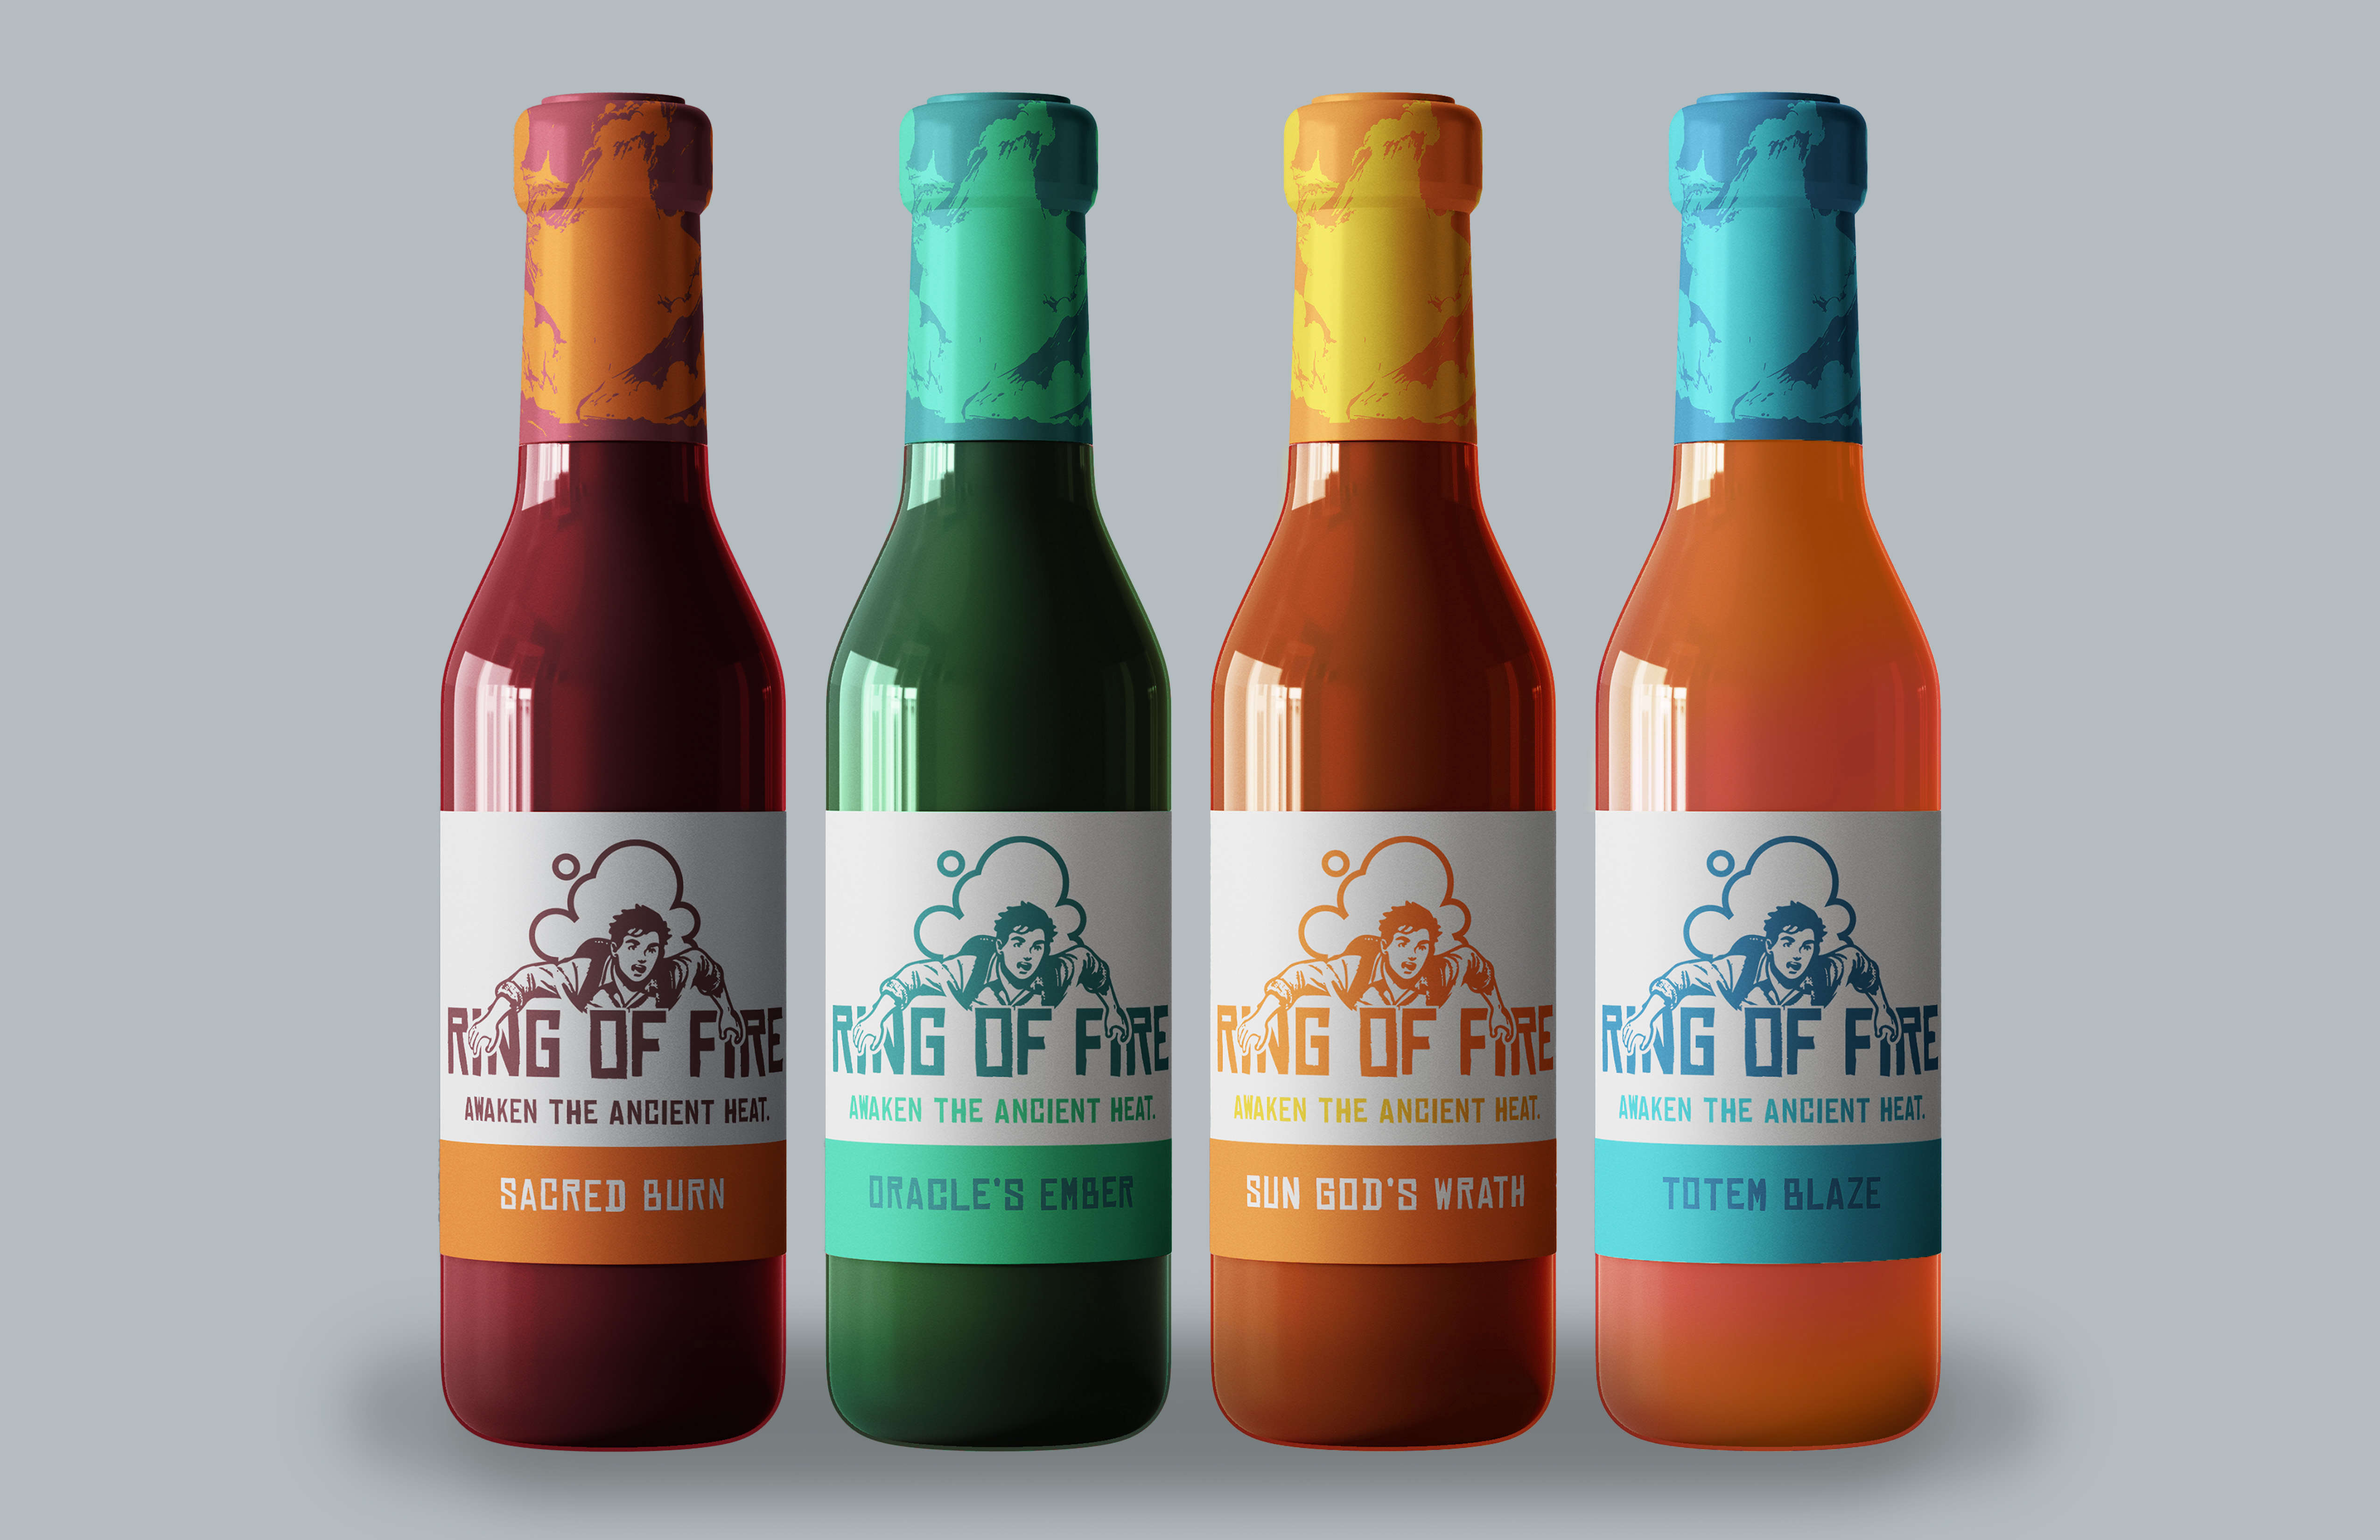 RING OF FIRE
AWAKEN THE ANCIENT HEAT.
SACRED BURN
RING OF FIRE
AWAKEN THE ANCIENT HEAT.
ORACLE'S EMBER
RING OF FIRE
AWAKEN THE ANCIENT HEAT.
SUN GOD'S WRATH
RING OF FIRE
AWAKEN THE ANCIENT HEAT.
TOTEM BLAZE